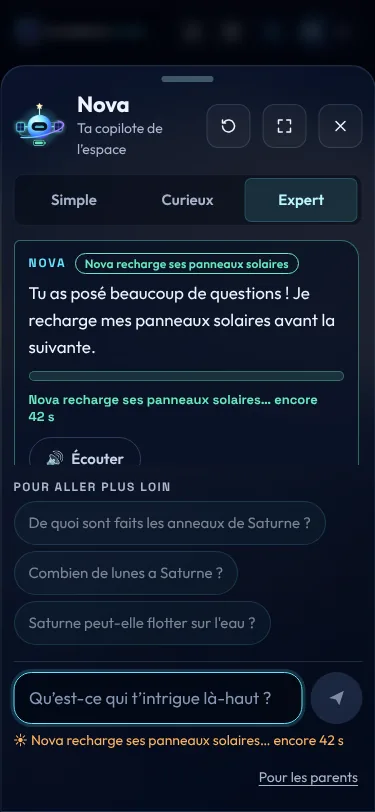 Nova
Ta copilote de
l'espace
Simple
Curieux
Expert
NOVA
Nova recharge ses panneaux solaires
Tu as posé beaucoup de questions ! Je
recharge mes panneaux solaires avant la
suivante.
Nova recharge ses panneaux solaires… encore
42 s
Écouter
POUR ALLER PLUS LOIN
De quoi sont faits les anneaux de Saturne ?
Combien de lunes a Saturne ?
Saturne peut-elle flotter sur l'eau ?
Qu'est-ce qui t'intrigue là-haut ?
Nova recharge ses panneaux solaires… encore 42 s
Pour les parents